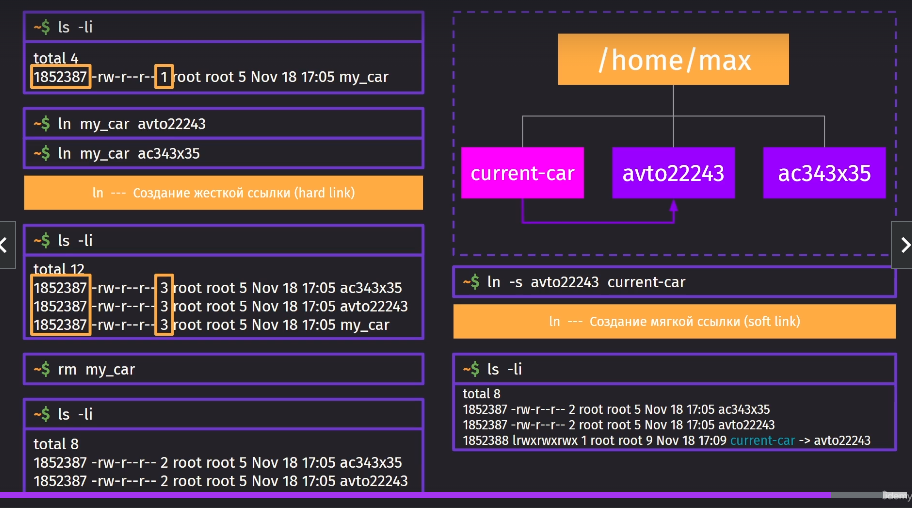 ~$ ls -li
total 4
1852387 -rw-r--r-- 1 root root 5 Nov 18 17:05 my_car
~$ ln my_car avto22243
~$ ln my_car ac343x35
ln --- Создание жесткой ссылки (hard link)
~$ ls -li
total 12
1852387 -rw-r--r-- 3 root root 5 Nov 18 17:05 ac343x35
1852387 -rw-r--r-- 3 root root 5 Nov 18 17:05 avto22243
1852387 -rw-r--r-- 3 root root 5 Nov 18 17:05 my_car
~$ rm my_car
~$ ls -li
total 8
1852387 -rw-r--r-- 2 root root 5 Nov 18 17:05 ac343x35
1852387 -rw-r--r-- 2 root root 5 Nov 18 17:05 avto22243
/home/max
current-car
avto22243
ac343x35
~$ ln -s avto22243 current-car
ln --- Создание мягкой ссылки (soft link)
~$ ls -li
total 8
1852387 -rw-r--r-- 2 root root 5 Nov 18 17:05 ac343x35
1852387 -rw-r--r-- 2 root root 5 Nov 18 17:05 avto22243
1852388 lrwxrwxrwx 1 root root 9 Nov 18 17:09 current-car -> avto22243